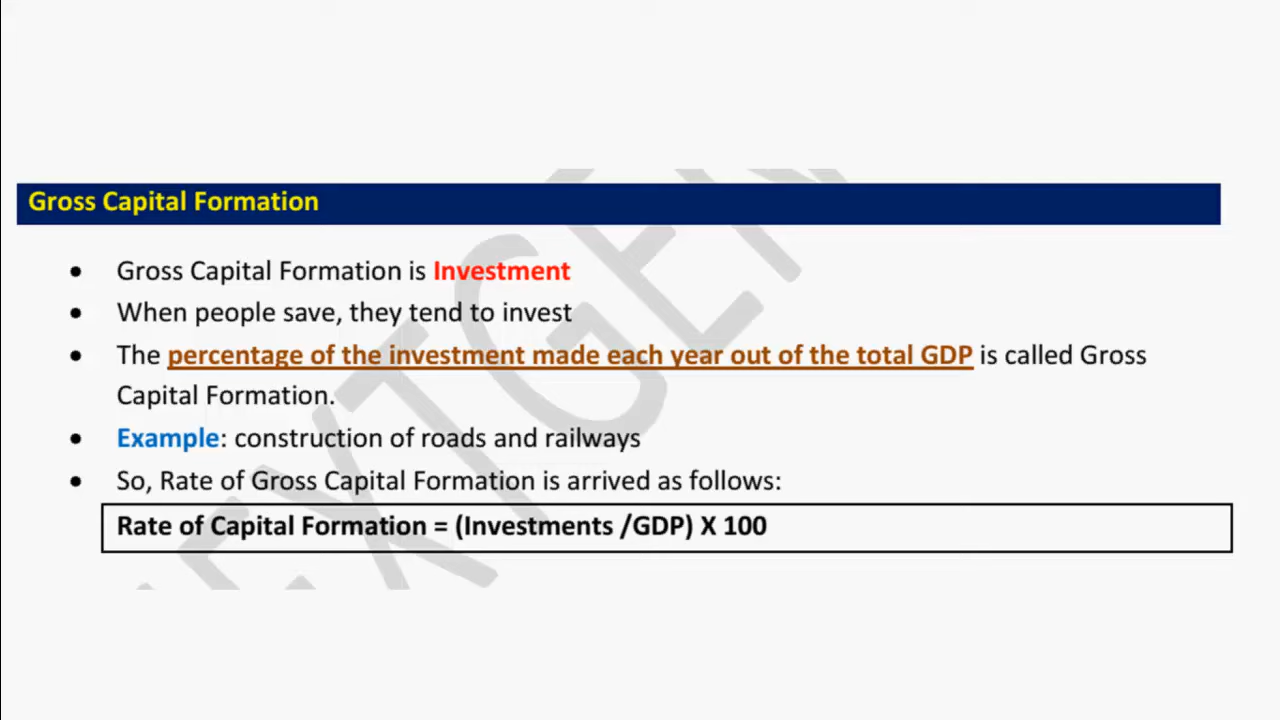 Gross Capital Formation
• Gross Capital Formation is Investment
• When people save, they tend to invest
• The percentage of the investment made each year out of the total GDP is called Gross
Capital Formation.
• Example: construction of roads and railways
• So, Rate of Gross Capital Formation is arrived as follows:
Rate of Capital Formation = (Investments /GDP) X 100